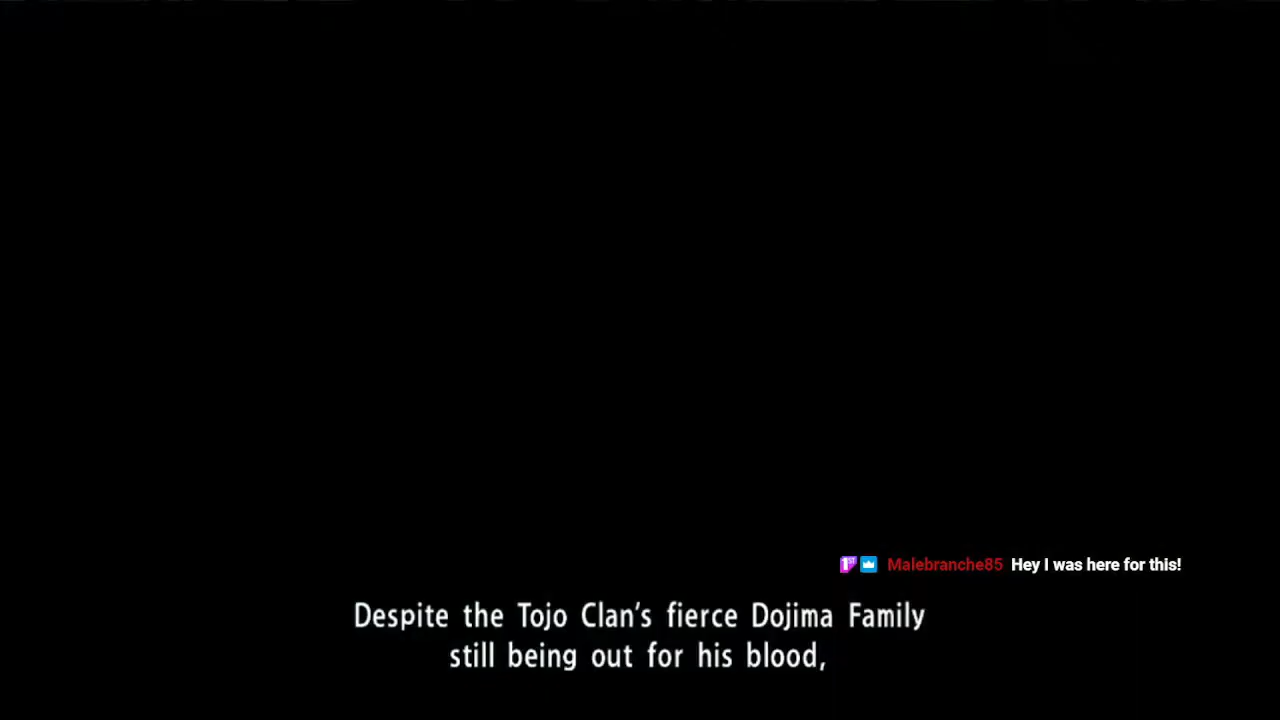 Malebranche85 Hey I was here for this!
Despite the Tojo Clan's fierce Dojima Family
still being out for his blood,